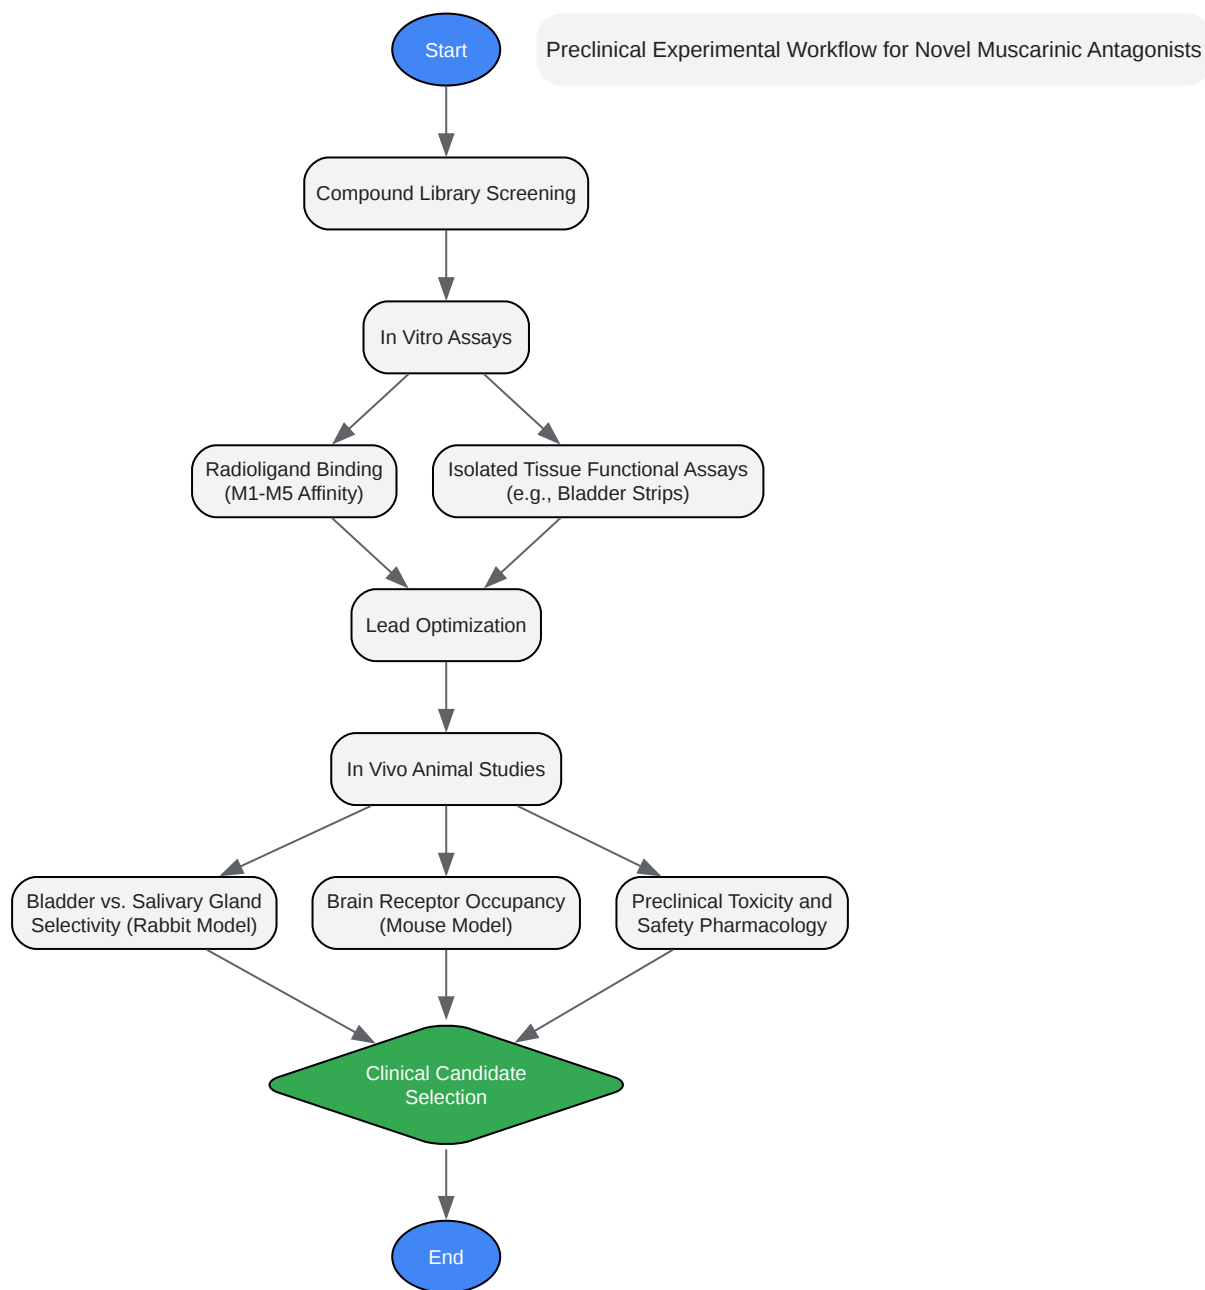 Start
Preclinical Experimental Workflow for Novel Muscarinic Antagonists
Compound Library Screening
In Vitro Assays
Radioligand Binding
(M1-M5 Affinity)
Isolated Tissue Functional Assays
(e.g., Bladder Strips)
Lead Optimization
In Vivo Animal Studies
Bladder vs. Salivary Gland
Selectivity (Rabbit Model)
Brain Receptor Occupancy
(Mouse Model)
Preclinical Toxicity and
Safety Pharmacology
Clinical Candidate
Selection
End